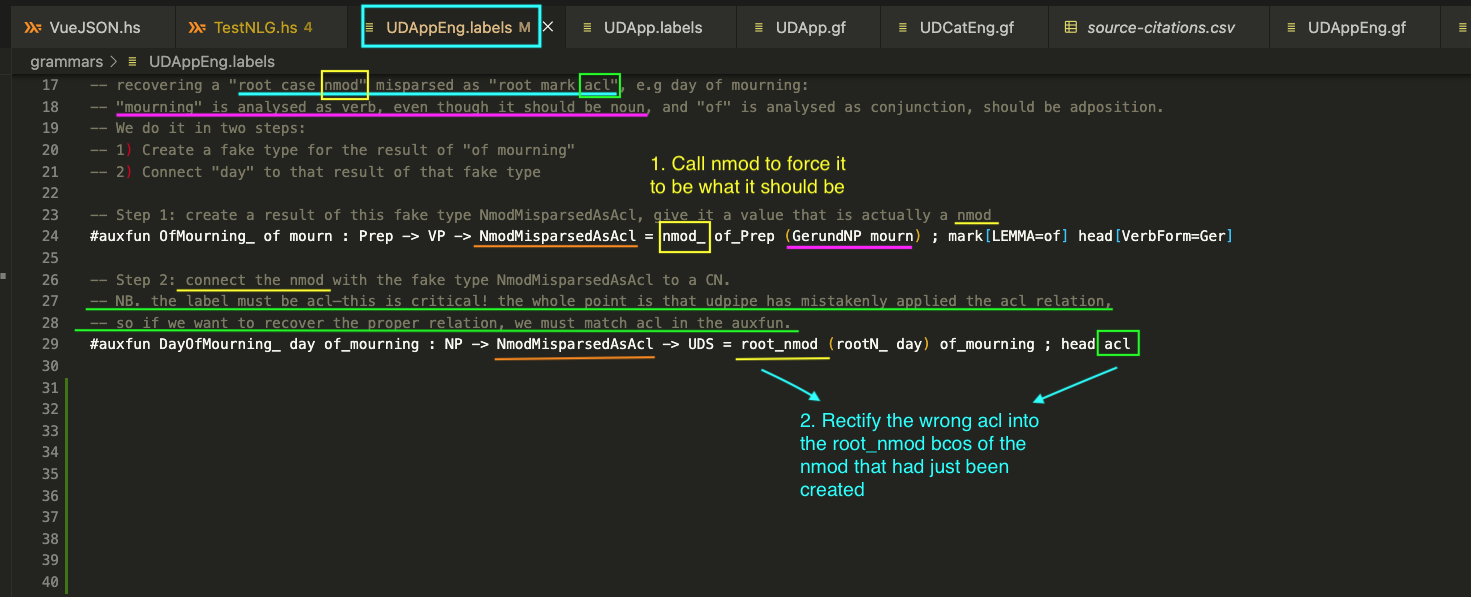 VueJSON.hs TestNLG.hs 4 UDAppEng.labels M UDApp.labels UDApp.gf UDCatEng.gf source-citations.csv UDAppEng.gf
grammars > UDAppEng.labels
17 -- recovering a "root case nmod" misparsed as "root mark acl", e.g day of mourning:
18 -- "mourning" is analysed as verb, even though it should be noun, and "of" is analysed as conjunction, should be adposition.
19 -- We do it in two steps:
20 -- 1) Create a fake type for the result of "of mourning"
21 -- 2) Connect "day" to that result of that fake type
1. Call nmod to force it
to be what it should be
22
23 -- Step 1: create a result of this fake type NmodMisparsedAsAcl, give it a value that is actually a nmod
24 #auxfun OfMourning_ of mourn : Prep -> VP -> NmodMisparsedAsAcl = nmod_ of_Prep (GerundNP mourn) ; mark[LEMMA=of] head[VerbForm=Ger]
25
26 -- Step 2: connect the nmod with the fake type NmodMisparsedAsAcl to a CN.
27 -- NB. the label must be acl—this is critical! the whole point is that udpipe has mistakenly applied the acl relation,
28 -- so if we want to recover the proper relation, we must match acl in the auxfun.
29 #auxfun DayOfMourning_ day of_mourning : NP -> NmodMisparsedAsAcl -> UDS = root_nmod (rootN_ day) of_mourning ; head acl
30
31
32
33
34
35
36
37
38
39
40
2. Rectify the wrong acl into
the root_nmod bcos of the
nmod that had just been
created